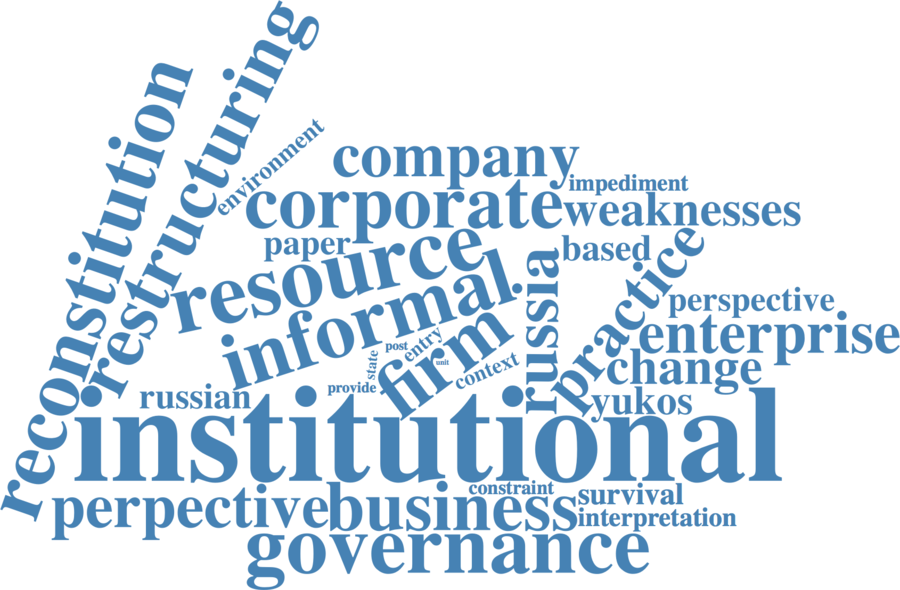 reconstitution
restructuring
environment
company
impediment
corporate
weaknesses
paper
resource
based
informal
russia
practice
perspective
enterprise
firm
post
entry
unit
state
context
provide
change
russian
yukos
institutional
perpective
business
constraint
survival
interpretation
governance